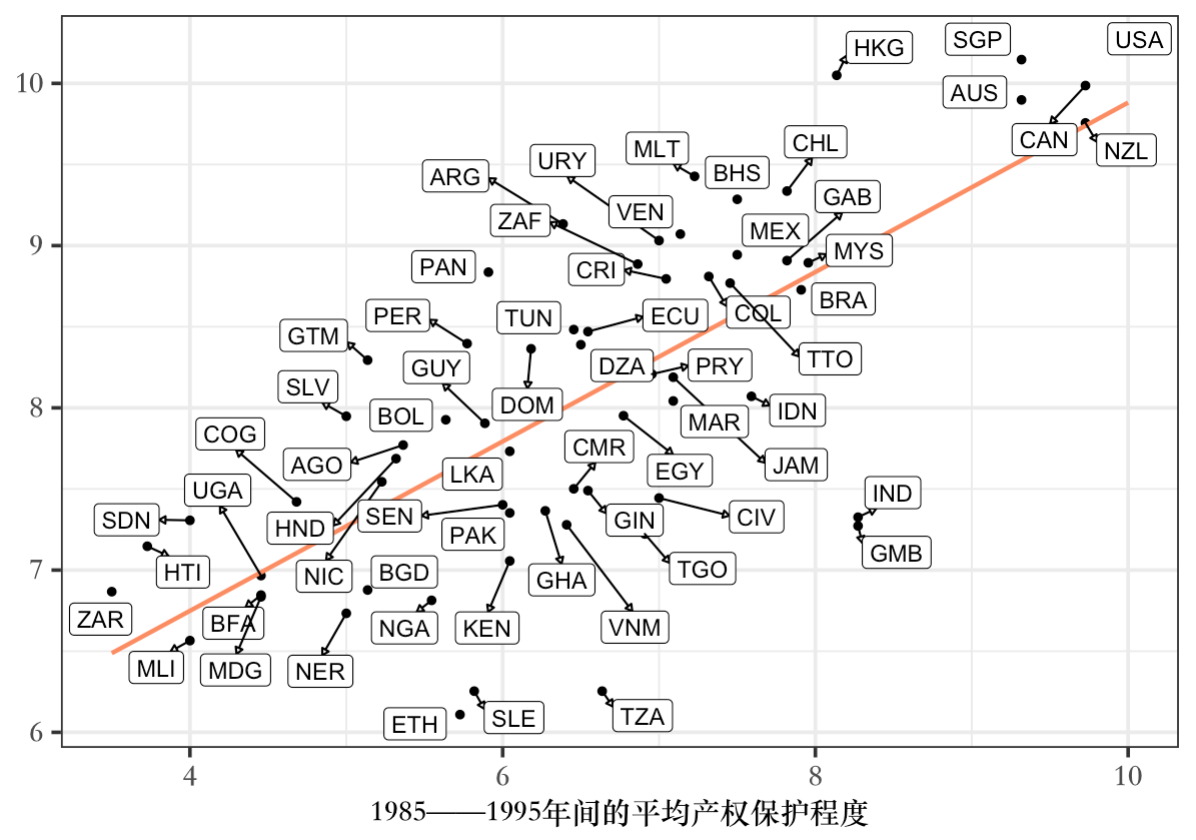 HKG
SGP
USA
10
AUS
CAN
NZL
CHL
MLT
URY
BHS
ARG
GAB
VEN
ZAF
MEX
9
MYS
PAN
CRI
BRA
COL
ECU
TUN
PER
GTM
TTO
PRY
DZA
GUY
SLV
8
DOM
IDN
BOL
MAR
COG
CMR
AGO
JAM
EGY
LKA
UGA
IND
SDN
SEN
GIN
CIV
HND
PAK
GMB
7
HTI
NIC
BGD
GHA
TGO
ZAR
BFA
NGA
KEN
VNM
MLI
MDG
NER
SLE
TZA
ETH
6
4 6 8 10
1985——1995年间的平均产权保护程度